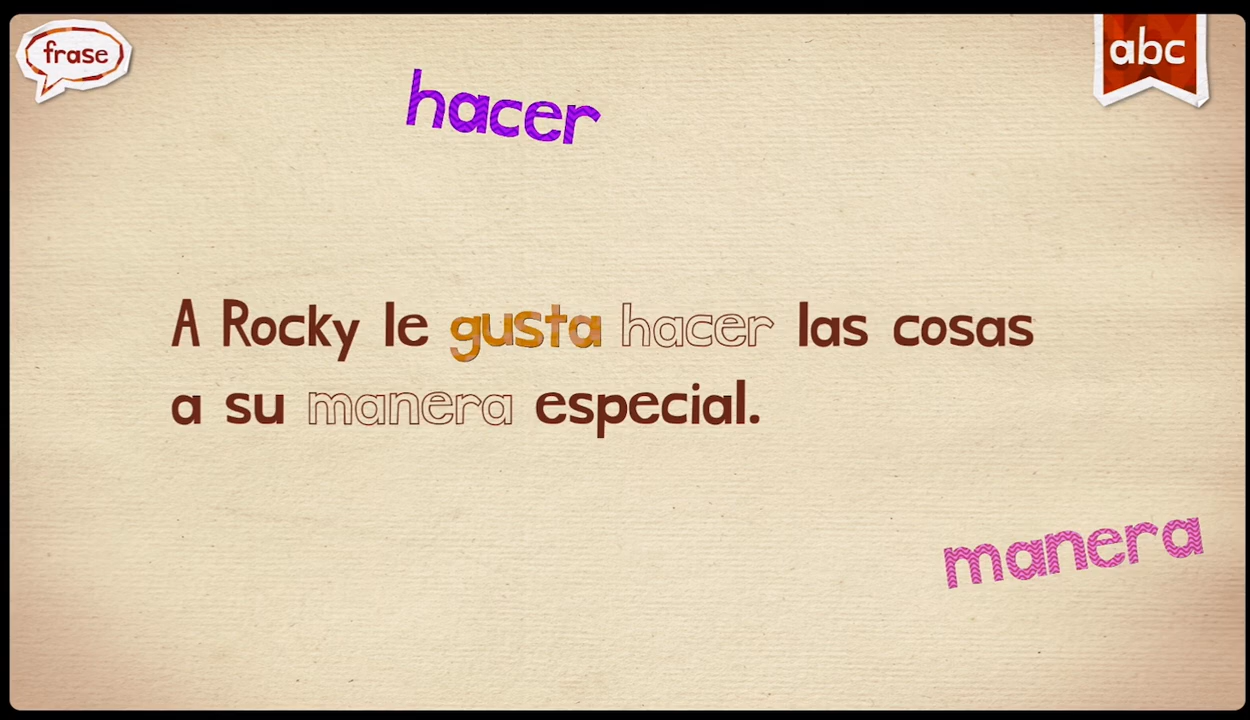 frase
abc
hacer
A Rocky le gusta hacer las cosas
a su manera especial.
manera